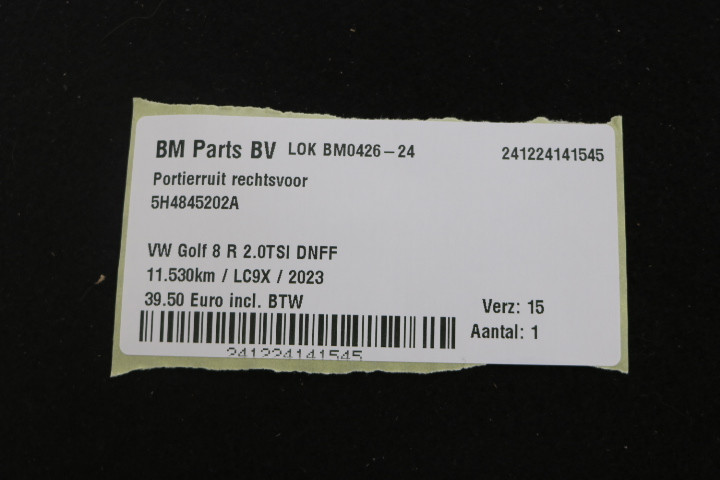 BM Parts BV LOK BM0426-24 241224141545
Portierruit rechtsvoor
5H4845202A
VW Golf 8 R 2.0TSI DNFF
11.530km / LC9X / 2023
39.50 Euro incl. BTW
Verz: 15
Aantal: 1
241224141545